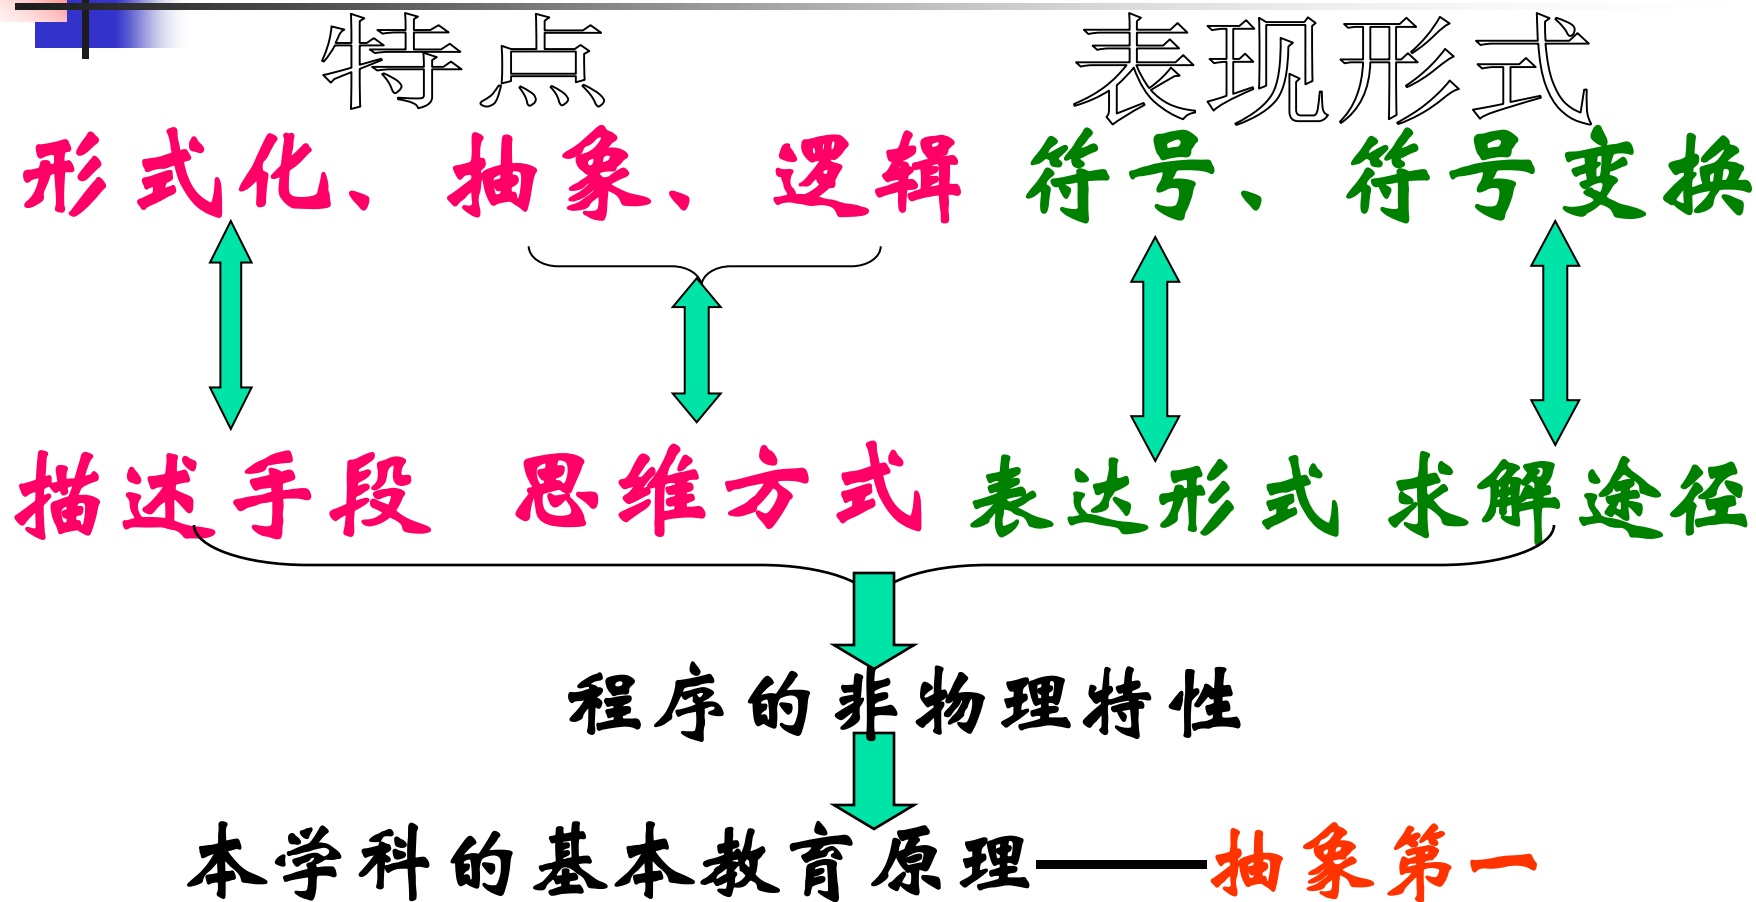 特点 表现形式
形式化、抽象、逻辑 符号、符号变换
描述手段 思维方式 表达形式 求解途径
程序的非物理特性
本学科的基本教育原理——抽象第一